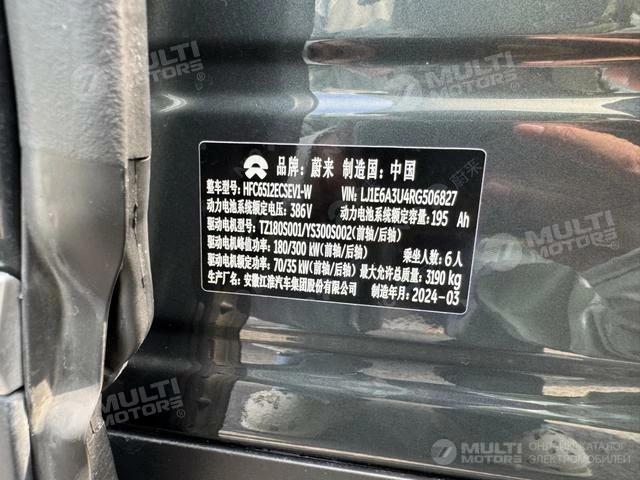 MULTI MOTORS
MULTI MOTORS
品牌: 蔚来 制造国: 中国
整车型号: HFC6512ECSEV1-W VIN: LJ1E6A3U4RG506827
动力电池系统额定电压: 386V 动力电池系统额定容量: 195 Ah
驱动电机型号: TZ180S001/YS300S002(前轴/后轴)
驱动电机峰值功率: 180/300 kW(前轴/后轴) 乘坐人数: 6人
驱动电机额定功率: 70/35 kW(前轴/后轴) 最大允许总质量: 3190 kg
生产厂名: 安徽江淮汽车集团股份有限公司 制造年月: 2024-03
MULTI MOTORS
MULTI MOTORS ОНЛАЙН-КАТАЛОГ
ЭЛЕКТРОМОБИЛЕЙ